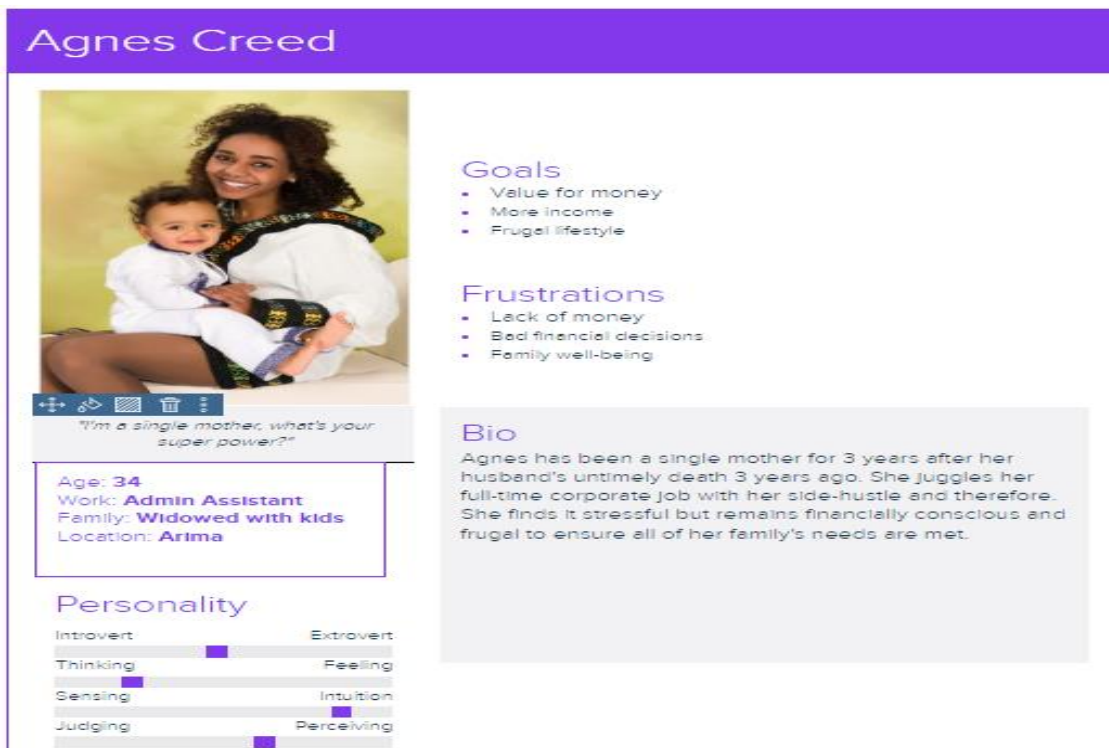 Agnes Creed
"I'm a single mother, what's your
super power?"
Age: 34
Work: Admin Assistant
Family: Widowed with kids
Location: Arima
Personality
Introvert Extrovert
Thinking Feeling
Sensing Intuition
Judging Perceiving
Goals
• Value for money
• More income
• Frugal lifestyle
Frustrations
• Lack of money
• Bad financial decisions
• Family well-being
Bio
Agnes has been a single mother for 3 years after her
husband's untimely death 3 years ago. She juggles her
full-time corporate job with her side-hustle and therefore.
She finds it stressful but remains financially conscious and
frugal to ensure all of her family's needs are met.